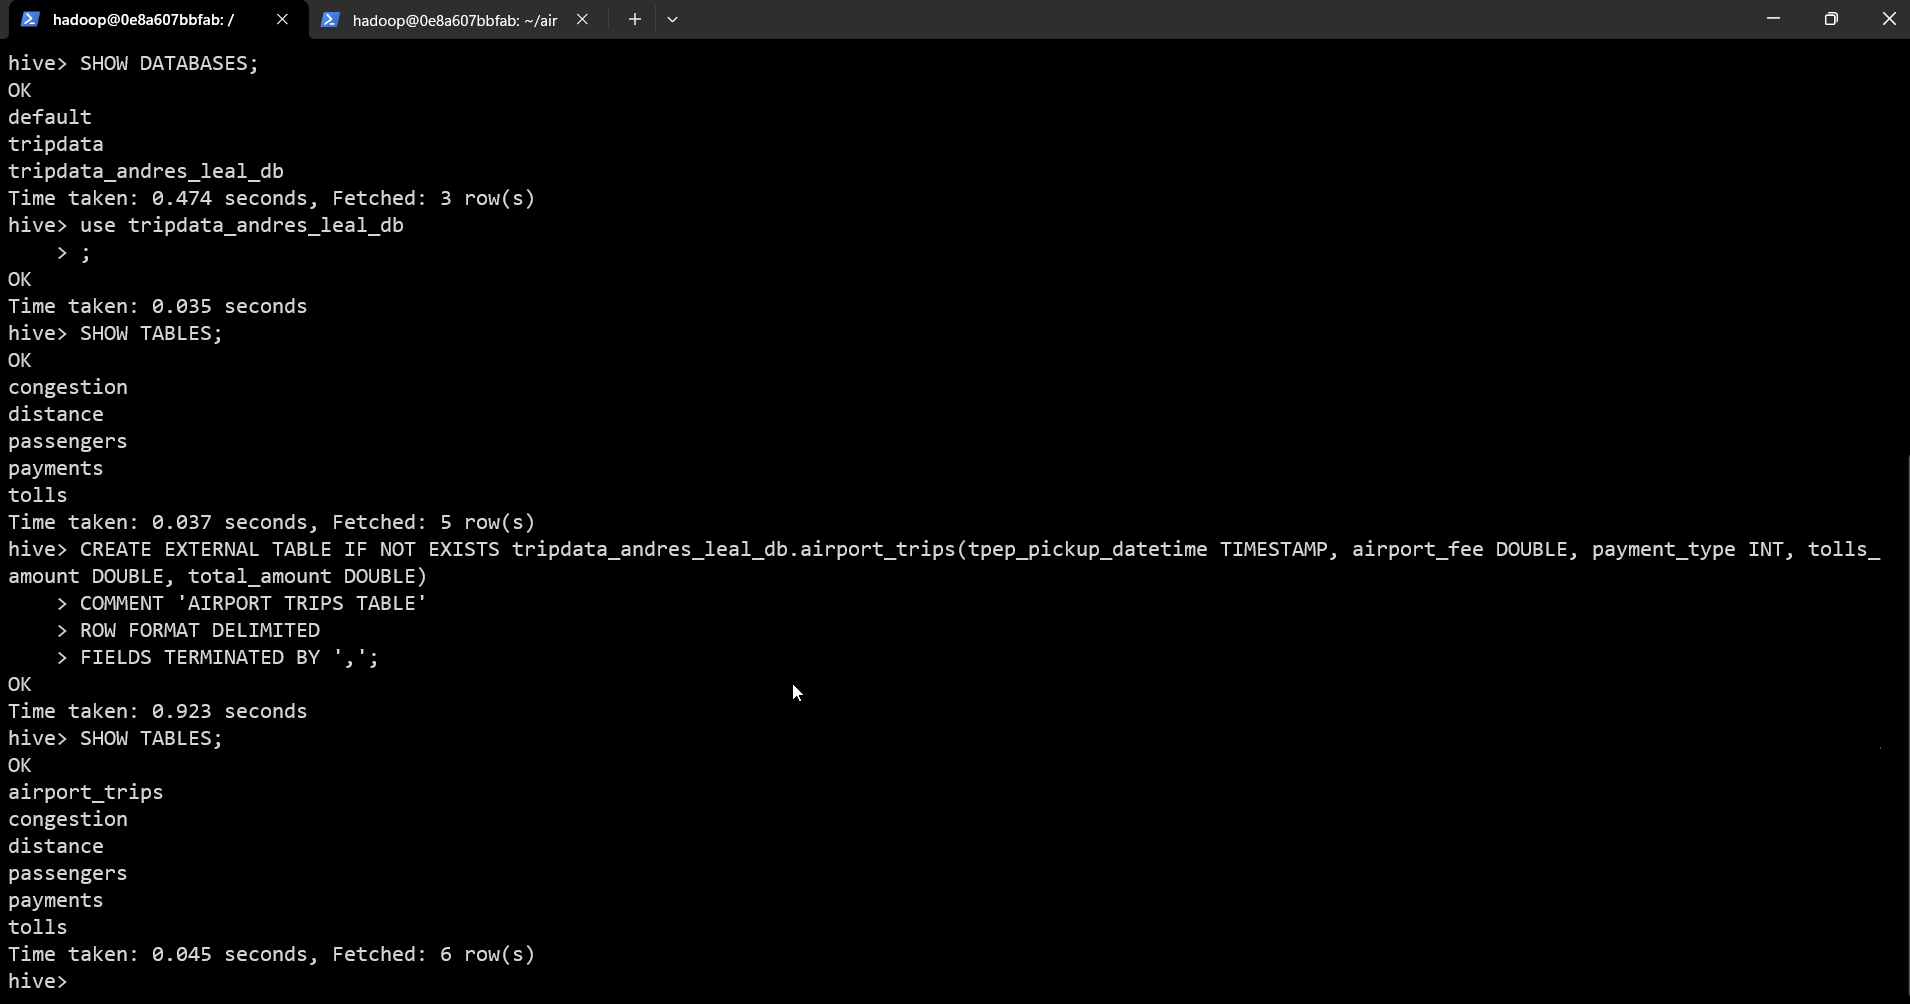 hadoop@0e8a607bbfab: /
hadoop@0e8a607bbfab: ~/air
hive> SHOW DATABASES;
OK
default
tripdata
tripdata_andres_leal_db
Time taken: 0.474 seconds, Fetched: 3 row(s)
hive> use tripdata_andres_leal_db
    > ;
OK
Time taken: 0.035 seconds
hive> SHOW TABLES;
OK
congestion
distance
passengers
payments
tolls
Time taken: 0.037 seconds, Fetched: 5 row(s)
hive> CREATE EXTERNAL TABLE IF NOT EXISTS tripdata_andres_leal_db.airport_trips(tpep_pickup_datetime TIMESTAMP, airport_fee DOUBLE, payment_type INT, tolls_
amount DOUBLE, total_amount DOUBLE)
    > COMMENT 'AIRPORT TRIPS TABLE'
    > ROW FORMAT DELIMITED
    > FIELDS TERMINATED BY ',';
OK
Time taken: 0.923 seconds
hive> SHOW TABLES;
OK
airport_trips
congestion
distance
passengers
payments
tolls
Time taken: 0.045 seconds, Fetched: 6 row(s)
hive>